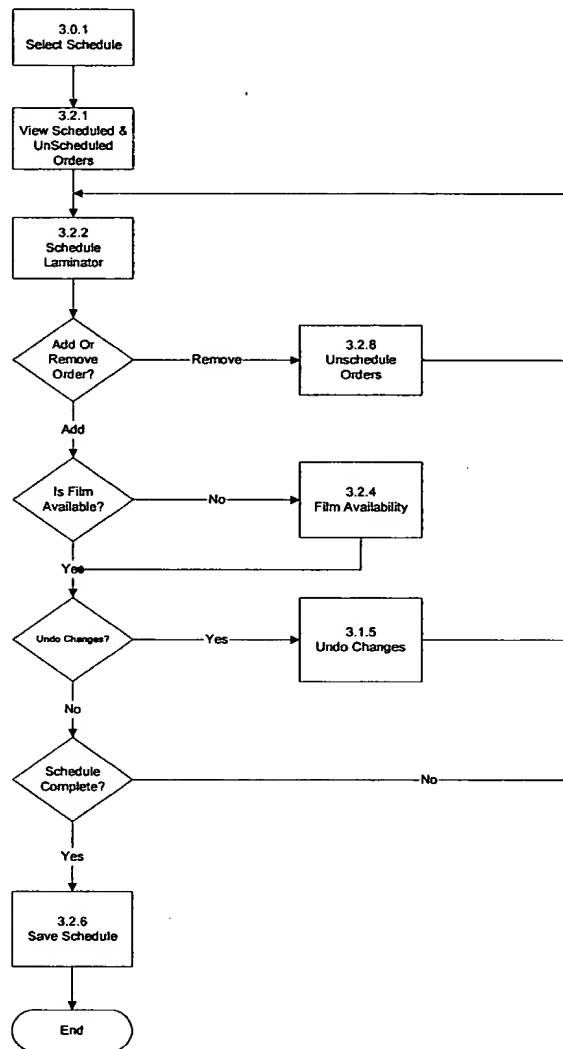 3.0.1
Select Schedule
3.2.1
View Scheduled &
UnScheduled
Orders
3.2.2
Schedule
Laminator
Add Or
Remove
Order?
Remove
3.2.8
Unschedule
Orders
Add
Is Film
Available?
No
3.2.4
Film Availability
Yes
Undo Changes?
Yes
3.1.5
Undo Changes
No
Schedule
Complete?
No
Yes
3.2.6
Save Schedule
End